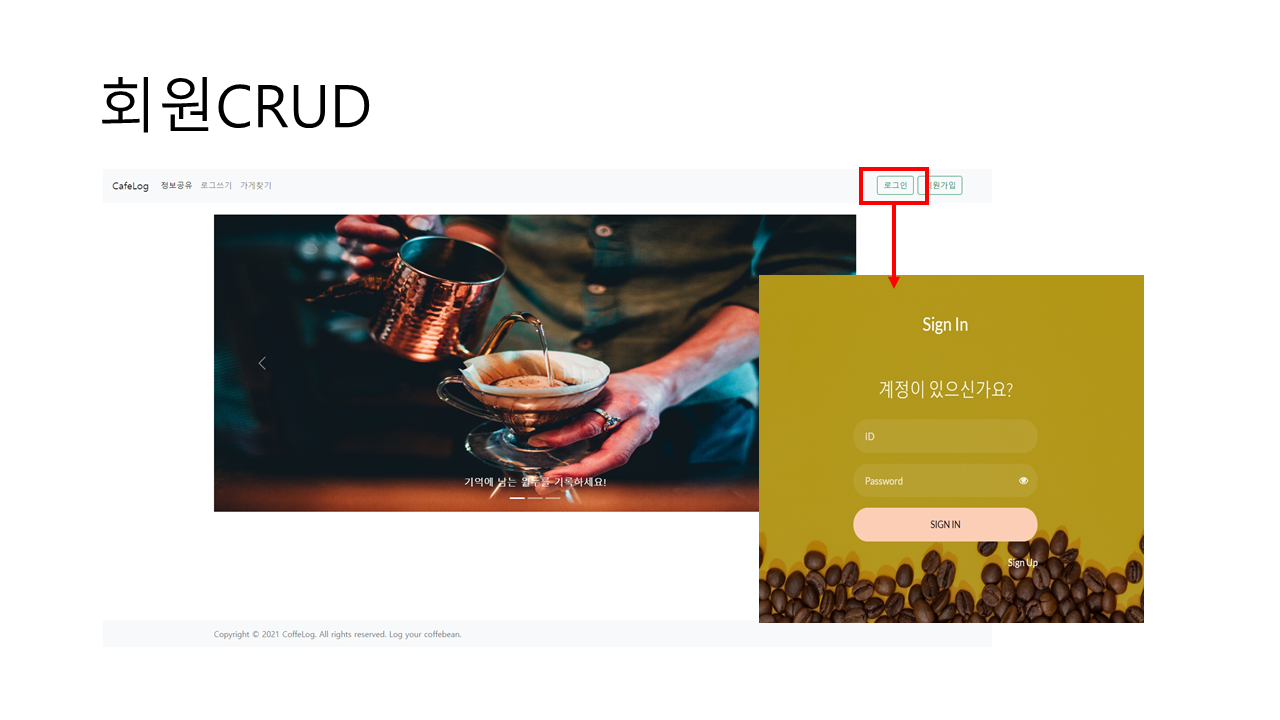 회원CRUD
CafeLog 정보공유 로그쓰기 가게찾기 로그인 회원가입
Sign In
계정이 있으신가요?
ID
Password
SIGN IN
Sign Up
기억에 남는 원두를 기록하세요!
Copyright © 2021 CoffeLog. All rights reserved. Log your coffebean.